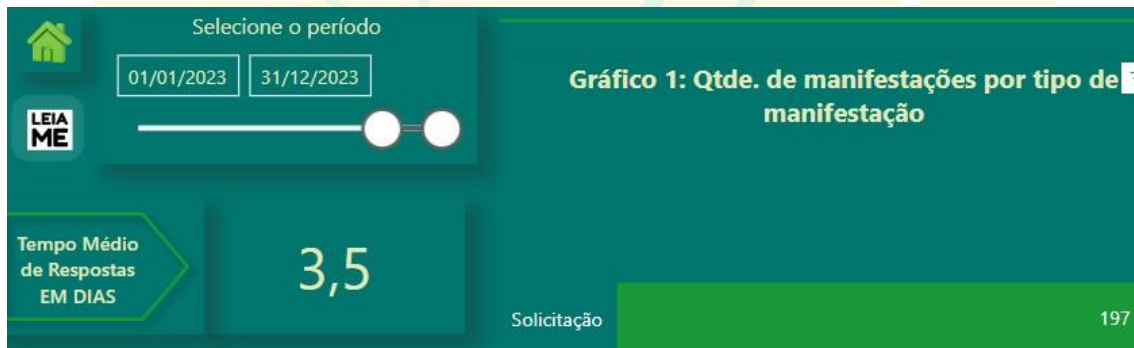 Selecione o período
01/01/2023 31/12/2023
LEIA
ME
Tempo Médio
de Respostas
EM DIAS
3,5
Gráfico 1: Qtde. de manifestações por tipo de
manifestação
Solicitação 197